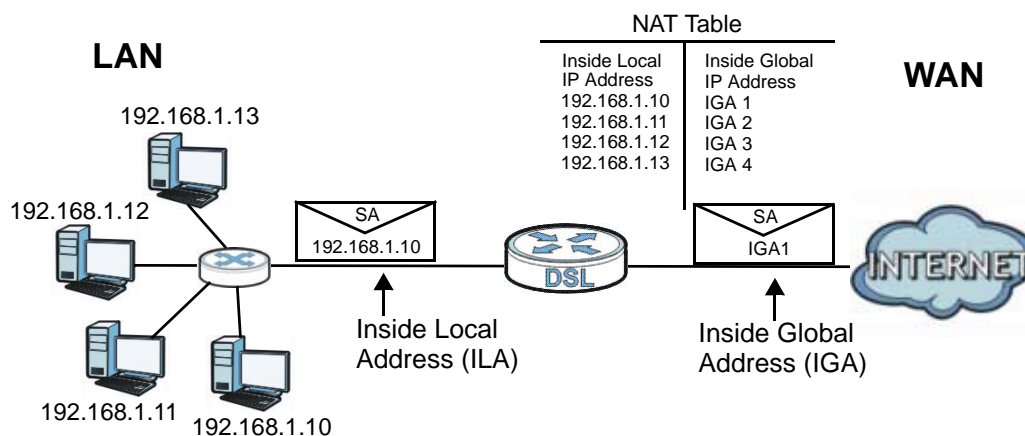 NAT Table
LAN
WAN
Inside Local
IP Address
192.168.1.10
192.168.1.11
192.168.1.12
192.168.1.13
Inside Global
IP Address
IGA 1
IGA 2
IGA 3
IGA 4
192.168.1.13
192.168.1.12
192.168.1.11
192.168.1.10
SA
192.168.1.10
DSL
SA
IGA1
INTERNET
Inside Local
Address (ILA)
Inside Global
Address (IGA)